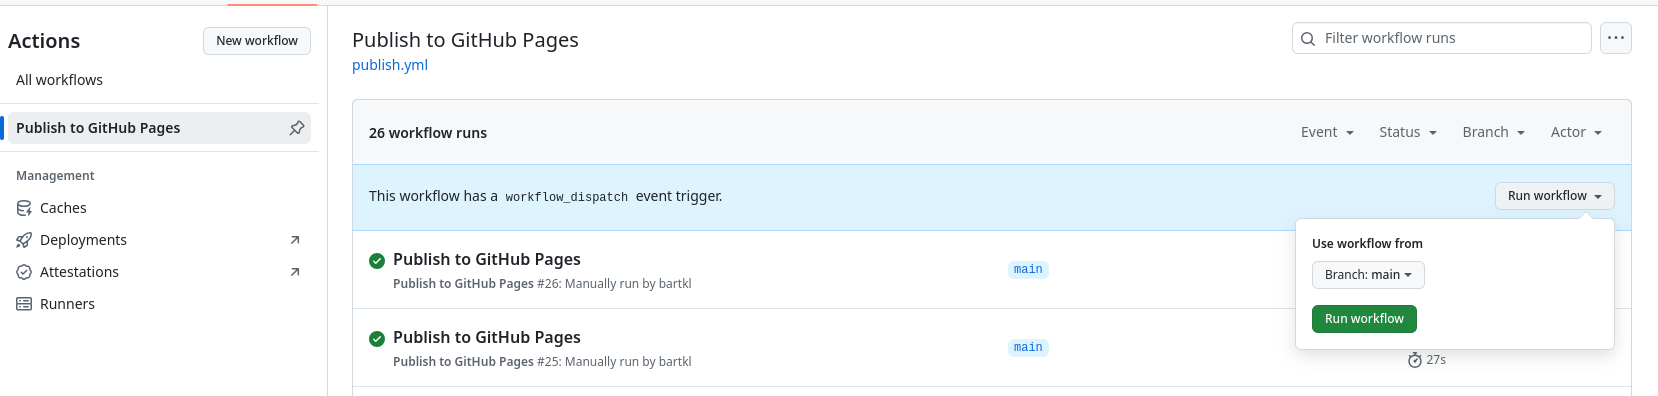 Actions
New workflow
All workflows
Publish to GitHub Pages
Management
Caches
Deployments
Attestations
Runners
Publish to GitHub Pages
publish.yml
Filter workflow runs
26 workflow runs
Event Status Branch Actor
This workflow has a workflow_dispatch event trigger.
Run workflow
Use workflow from
Branch: main
Run workflow
Publish to GitHub Pages
Publish to GitHub Pages #26: Manually run by bartkl
main
Publish to GitHub Pages
Publish to GitHub Pages #25: Manually run by bartkl
main
27s